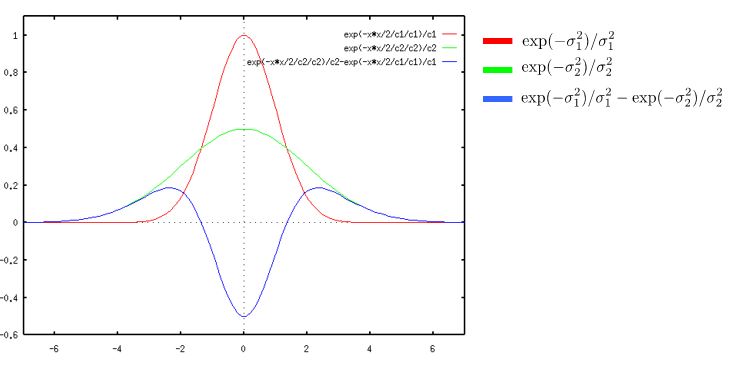 exp(-x*x/2/c1/c1)/c1
exp(-x*x/2/c2/c2)/c2
exp(-x*x/2/c2/c2)/c2-exp(-x*x/2/c1/c1)/c1
1
0.8
0.6
0.4
0.2
0
-0.2
-0.4
-0.6
-6 -4 -2 0 2 4 6
exp(−σ₁²)/σ₁²
exp(−σ₂²)/σ₂²
exp(−σ₁²)/σ₁² − exp(−σ₂²)/σ₂²